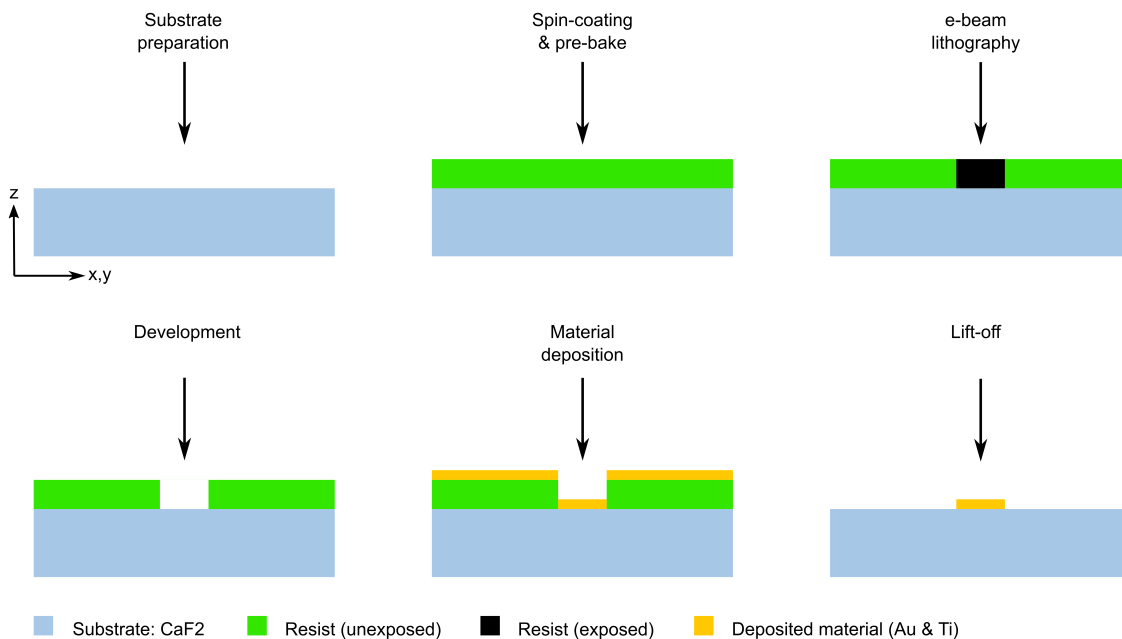 Substrate
preparation
Spin-coating
& pre-bake
e-beam
lithography
z
x,y
Development
Material
deposition
Lift-off
Substrate: CaF2
Resist (unexposed)
Resist (exposed)
Deposited material (Au & Ti)